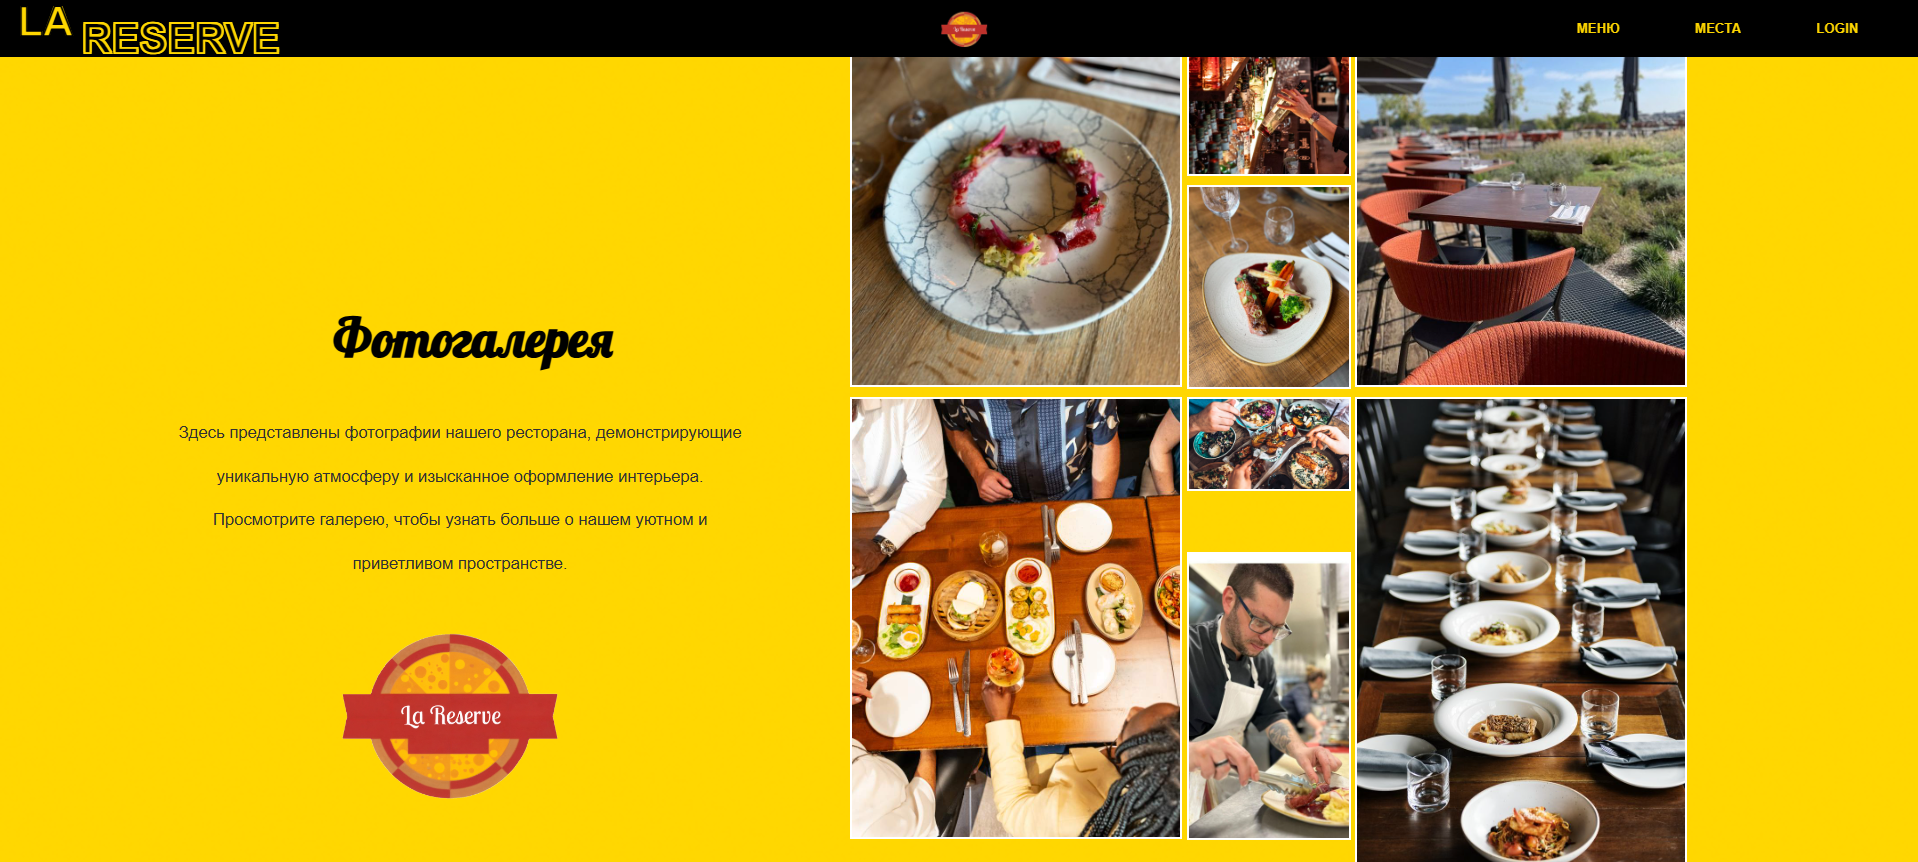 LA RESERVE
La Reserve
МЕНЮ
МЕСТА
LOGIN
Фотогалерея
Здесь представлены фотографии нашего ресторана, демонстрирующие
уникальную атмосферу и изысканное оформление интерьера.
Просмотрите галерею, чтобы узнать больше о нашем уютном и
приветливом пространстве.
La Reserve